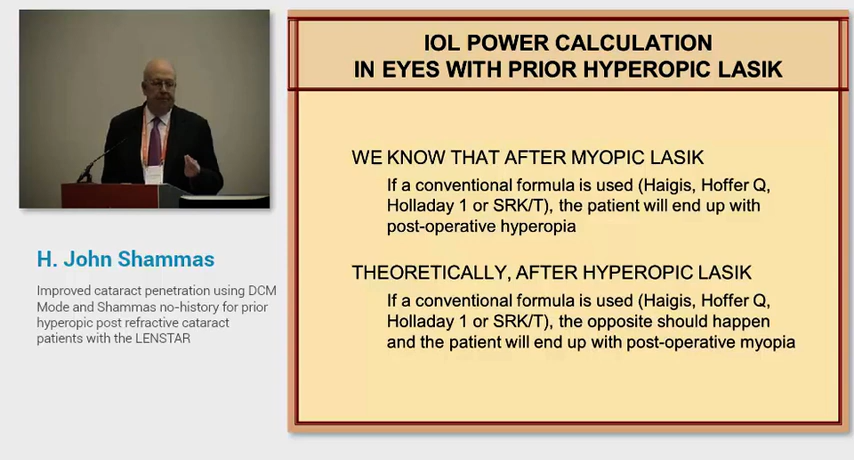 IOL POWER CALCULATION
IN EYES WITH PRIOR HYPEROPIC LASIK
WE KNOW THAT AFTER MYOPIC LASIK
If a conventional formula is used (Haigis, Hoffer Q,
Holladay 1 or SRK/T), the patient will end up with
post-operative hyperopia
THEORETICALLY, AFTER HYPEROPIC LASIK
If a conventional formula is used (Haigis, Hoffer Q,
Holladay 1 or SRK/T), the opposite should happen
and the patient will end up with post-operative myopia
H. John Shammas
Improved cataract penetration using DCM
Mode and Shammas no-history for prior
hyperopic post refractive cataract
patients with the LENSTAR